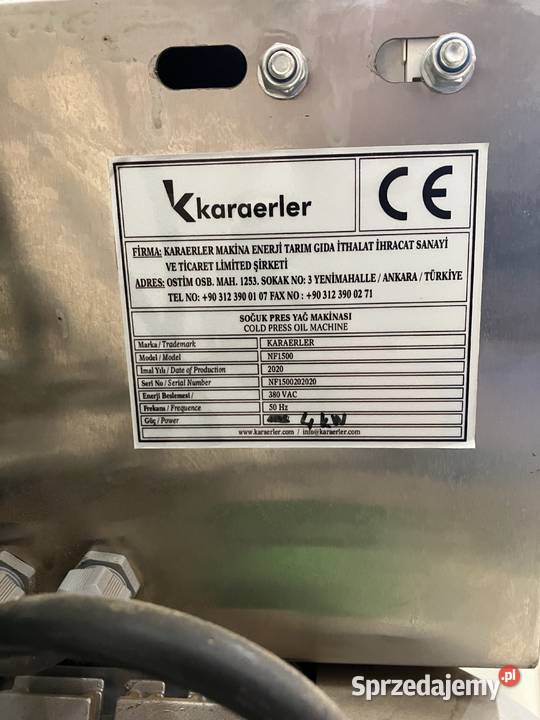 karaerler CE
FİRMA: KARAERLER MAKİNA ENERJİ TARIM GIDA İTHALAT İHRACAT SANAYİ
VE TİCARET LİMİTED ŞİRKETİ
ADRES: OSTİM OSB. MAH. 1253. SOKAK NO: 3 YENİMAHALLE / ANKARA / TÜRKİYE
TEL NO: +90 312 390 01 07 FAX NO : +90 312 390 02 71
SOĞUK PRES YAĞ MAKİNASI
COLD PRESS OIL MACHINE
Marka / Trademark KARAERLER
Model / Model NF1500
İmal Yılı / Date of Production 2020
Seri No / Serial Number NF1500202020
Enerji Beslemesi / 380 VAC
Frekans / Frequence 50 Hz
Güç / Power 4 kW
www.karaerler.com / info@karaerler.com
Sprzedajemy.pl